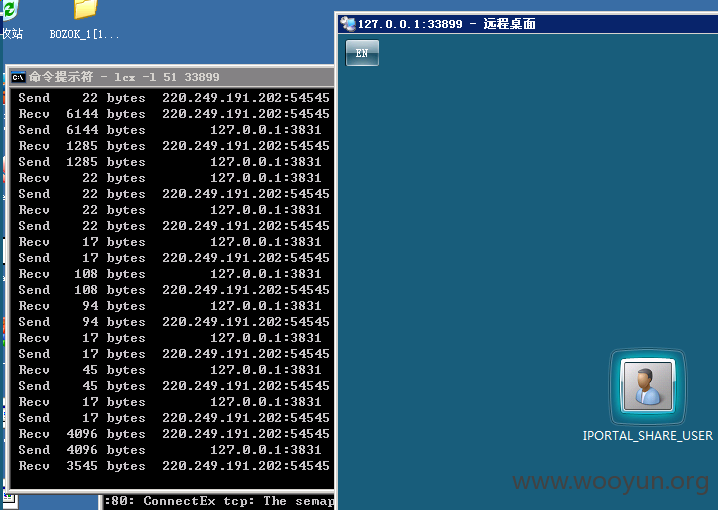 收站
BOZOK_1[1...
命令提示符 - lcx -l 51 33899
Send 22 bytes 220.249.191.202:54545
Recv 6144 bytes 220.249.191.202:54545
Send 6144 bytes 127.0.0.1:3831
Recv 1285 bytes 220.249.191.202:54545
Send 1285 bytes 127.0.0.1:3831
Recv 22 bytes 127.0.0.1:3831
Send 22 bytes 220.249.191.202:54545
Recv 22 bytes 127.0.0.1:3831
Send 22 bytes 220.249.191.202:54545
Recv 17 bytes 127.0.0.1:3831
Send 17 bytes 220.249.191.202:54545
Recv 108 bytes 127.0.0.1:3831
Send 108 bytes 220.249.191.202:54545
Recv 94 bytes 127.0.0.1:3831
Send 94 bytes 220.249.191.202:54545
Recv 17 bytes 127.0.0.1:3831
Send 17 bytes 220.249.191.202:54545
Recv 45 bytes 127.0.0.1:3831
Send 45 bytes 220.249.191.202:54545
Recv 17 bytes 127.0.0.1:3831
Send 17 bytes 220.249.191.202:54545
Recv 4096 bytes 220.249.191.202:54545
Send 4096 bytes 127.0.0.1:3831
Recv 3545 bytes 220.249.191.202:54545
:80: ConnectEx tcp: The semap
127.0.0.1:33899 - 远程桌面
EN
IPORTAL_SHARE_USER
www.wooyun.org